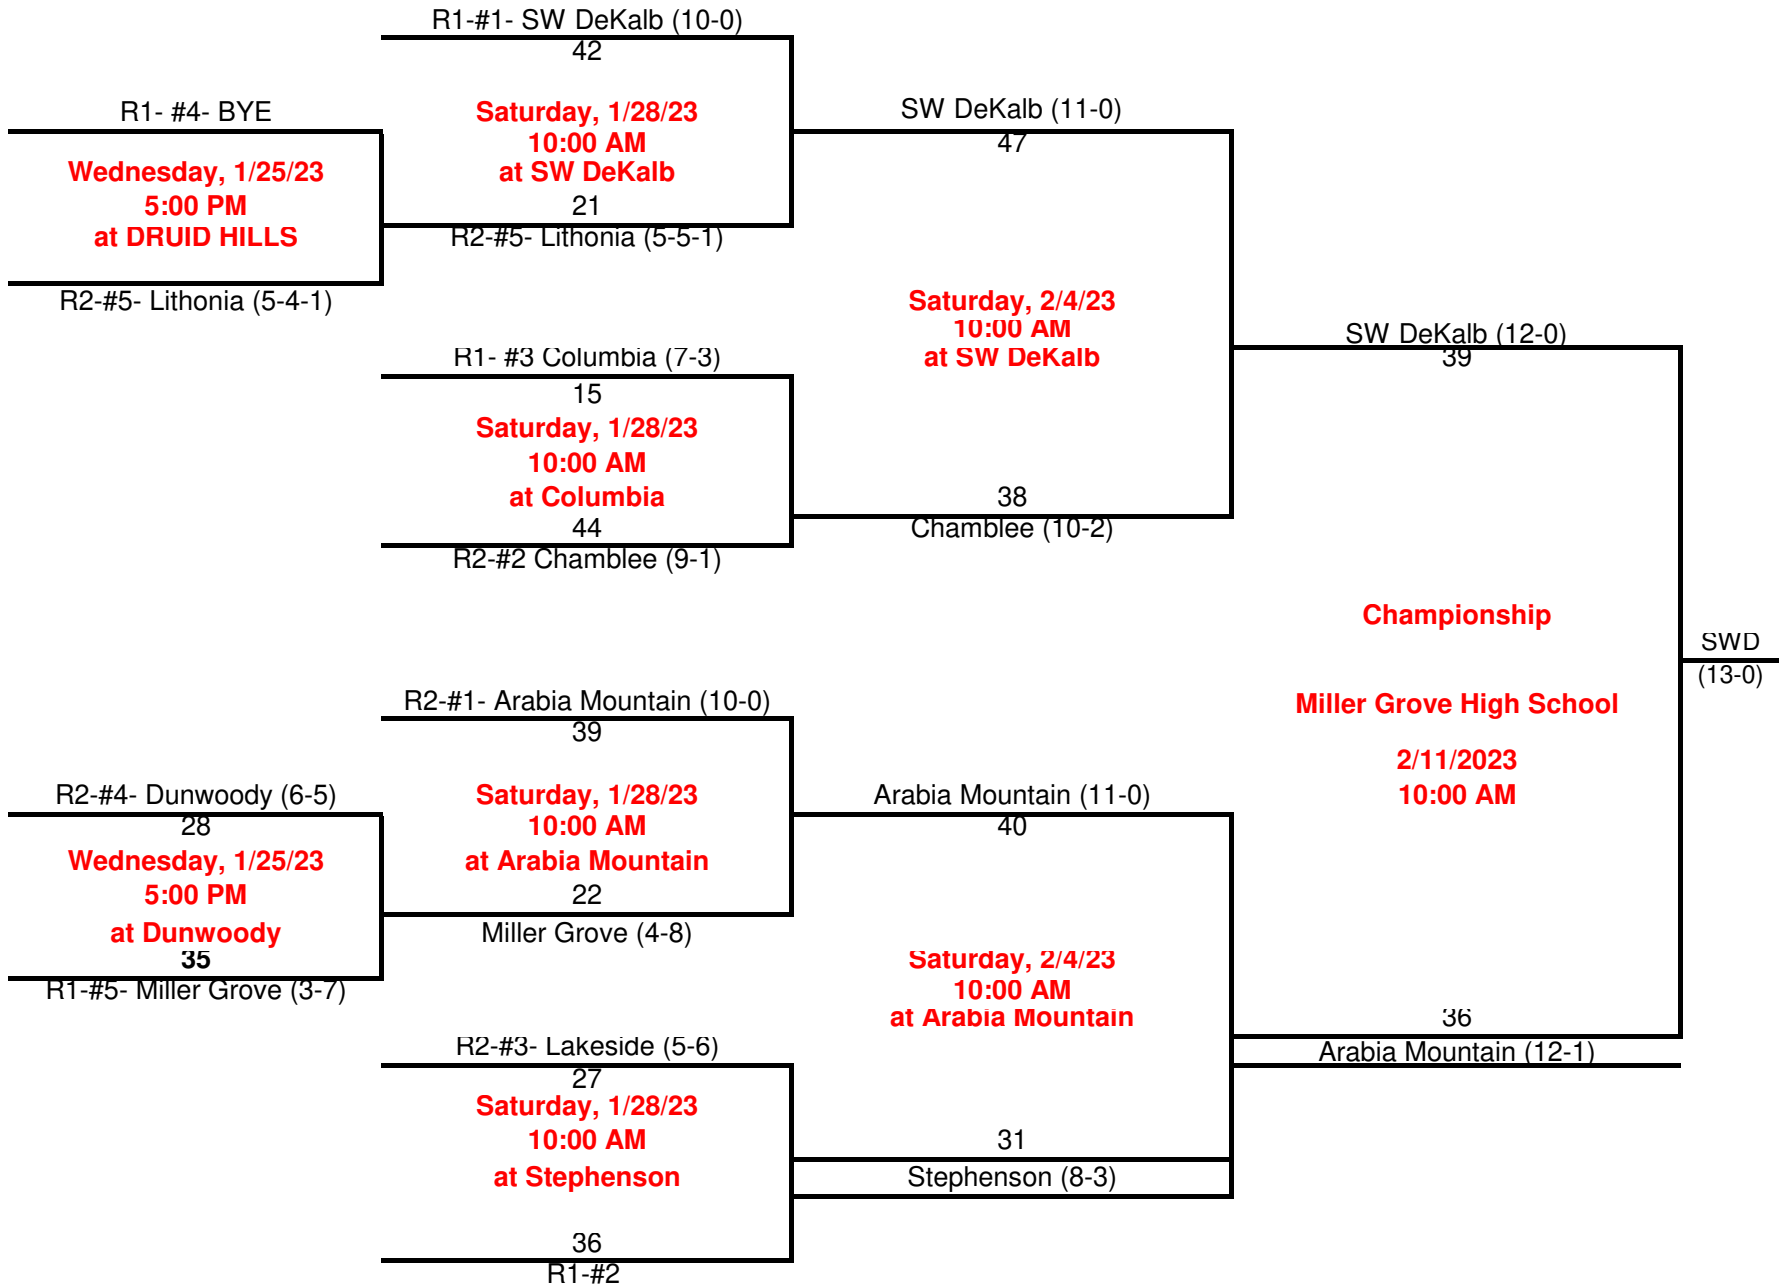 R1-#1- SW DeKalb (10-0)
42
Saturday, 1/28/23
10:00 AM
at SW DeKalb
21
R2-#5- Lithonia (5-5-1)
R1- #4- BYE
Wednesday, 1/25/23
5:00 PM
at DRUID HILLS
R2-#5- Lithonia (5-4-1)
SW DeKalb (11-0)
47
Saturday, 2/4/23
10:00 AM
at SW DeKalb
38
Chamblee (10-2)
R1- #3 Columbia (7-3)
15
Saturday, 1/28/23
10:00 AM
at Columbia
44
R2-#2 Chamblee (9-1)
SW DeKalb (12-0)
39
Championship
Miller Grove High School
2/11/2023
10:00 AM
36
Arabia Mountain (12-1)
SWD
(13-0)
R2-#1- Arabia Mountain (10-0)
39
Saturday, 1/28/23
10:00 AM
at Arabia Mountain
22
Miller Grove (4-8)
R2-#4- Dunwoody (6-5)
28
Wednesday, 1/25/23
5:00 PM
at Dunwoody
35
R1-#5- Miller Grove (3-7)
Arabia Mountain (11-0)
40
Saturday, 2/4/23
10:00 AM
at Arabia Mountain
31
Stephenson (8-3)
R2-#3- Lakeside (5-6)
27
Saturday, 1/28/23
10:00 AM
at Stephenson
36
R1-#2